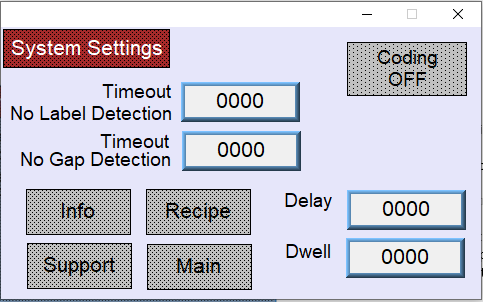 System Settings
Coding
OFF
Timeout
No Label Detection
0000
Timeout
No Gap Detection
0000
Info
Recipe
Delay
0000
Support
Main
Dwell
0000